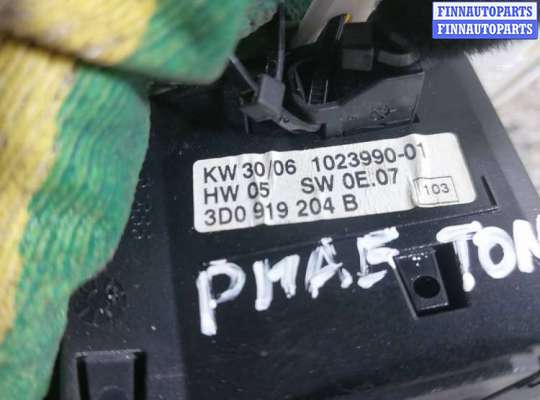 FINNAUTOPARTS
FINNAUTOPARTS
KW 30/06 1023990-01
HW 05 SW 0E.07
103
3D0 919 204 B
PHAETON